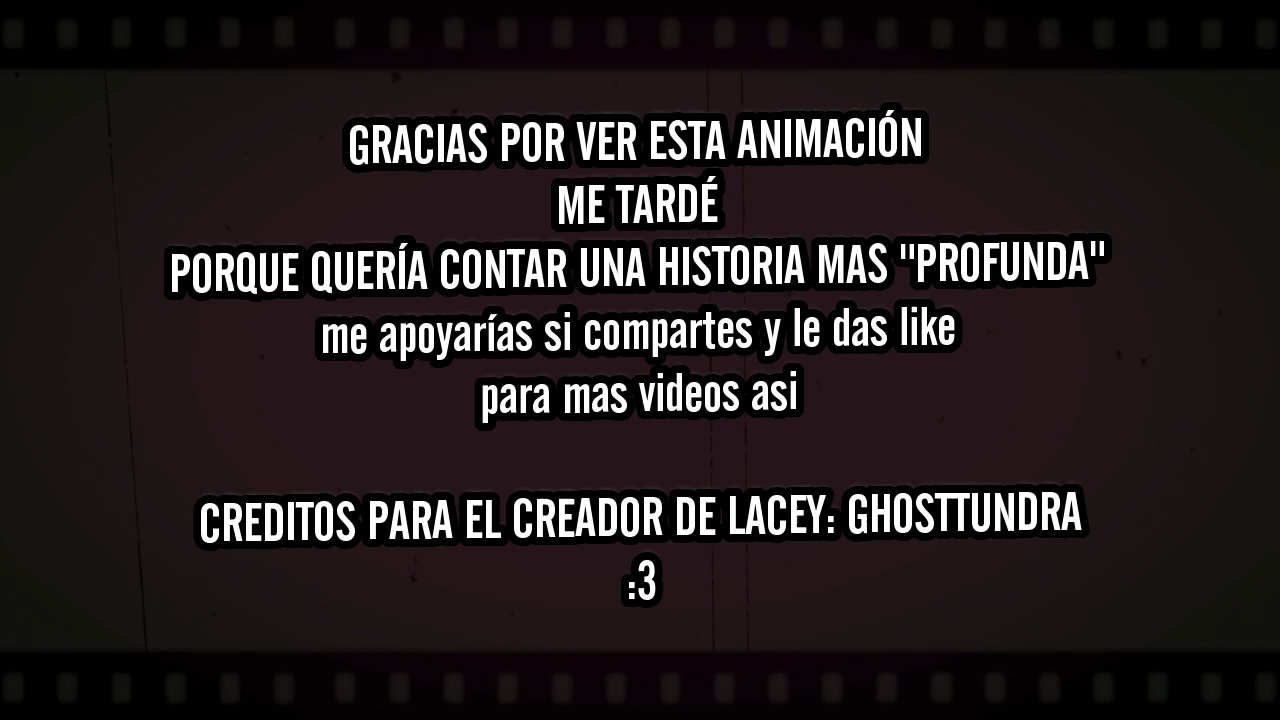 GRACIAS POR VER ESTA ANIMACIÓN
ME TARDÉ
PORQUE QUERÍA CONTAR UNA HISTORIA MAS "PROFUNDA"
me apoyarías si compartes y le das like
para mas videos asi
CREDITOS PARA EL CREADOR DE LACEY: GHOSTTUNDRA
:3